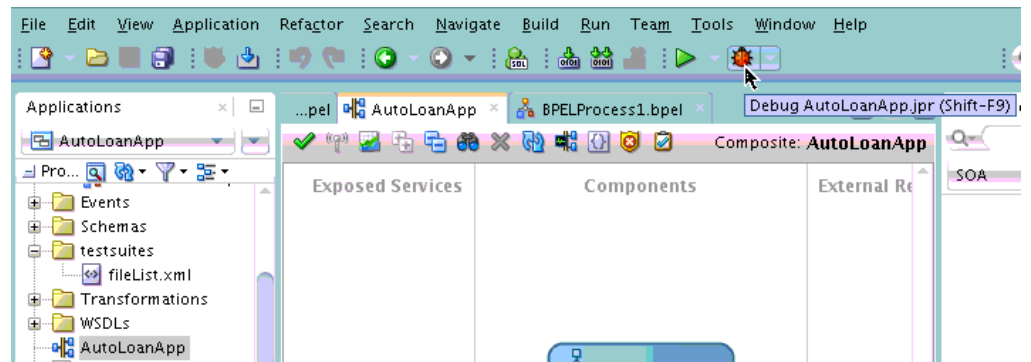 File Edit View Application Refactor Search Navigate Build Run Team Tools Window Help
SQL
Applications
...pel AutoLoanApp BPELProcess1.bpel
Debug AutoLoanApp.jpr (Shift-F9)
AutoLoanApp
Composite: AutoLoanApp
Pro...
SOA
Exposed Services Components External Re
Events
Schemas
testsuites
fileList.xml
Transformations
WSDLs
AutoLoanApp